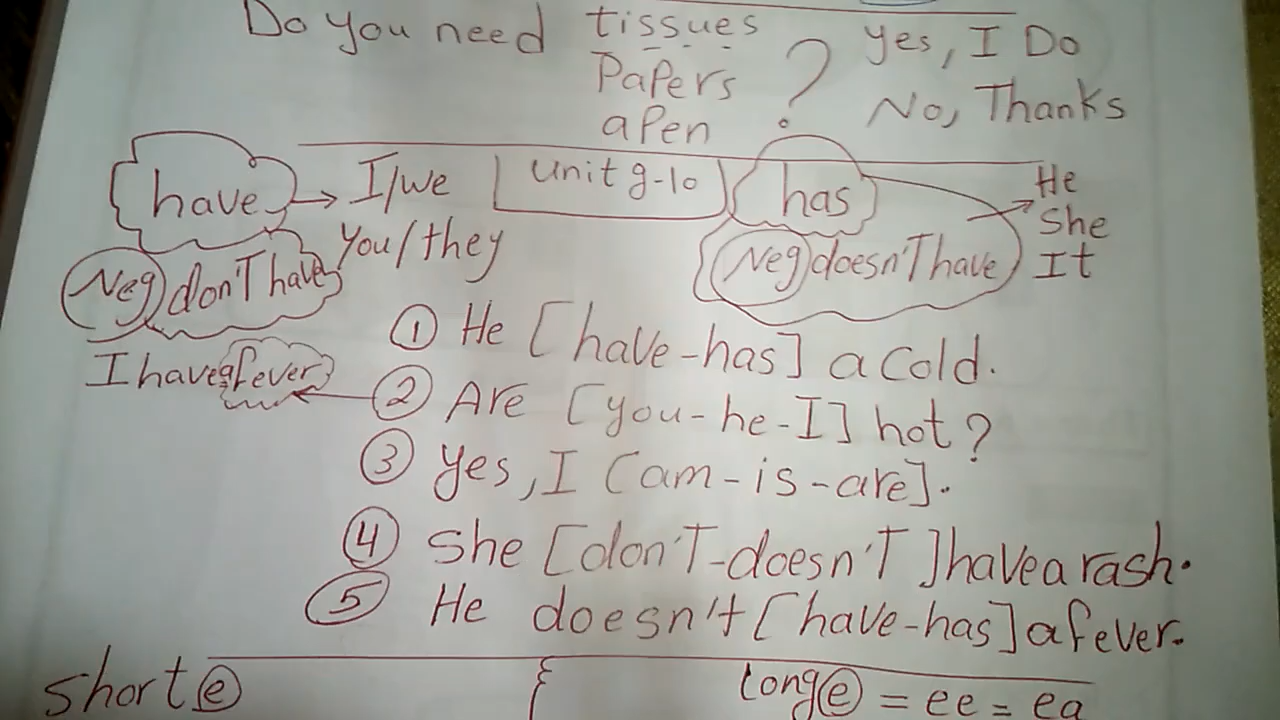 Do you need tissues ? yes, I Do
Papers
a Pen No, Thanks
have → I/we
you/they
Neg don't have
unit 9-10
has He
She
It
Neg doesn't have
① He [have-has] a cold.
I have a fever
② Are [you-he-I] hot?
③ yes, I [am-is-are].
④ She [don't-doesn't] have a rash.
⑤ He doesn't [have-has] a fever.
short e
long e = ee = ea